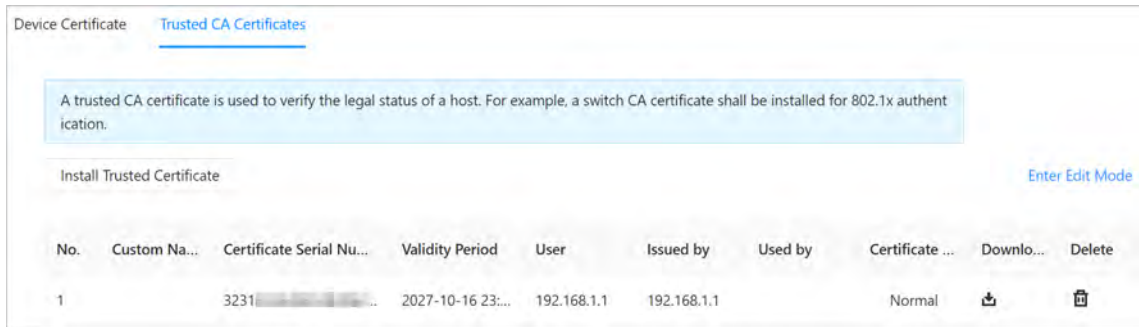 Device Certificate Trusted CA Certificates
A trusted CA certificate is used to verify the legal status of a host. For example, a switch CA certificate shall be installed for 802.1x authent
ication.
Install Trusted Certificate Enter Edit Mode
No. Custom Na... Certificate Serial Nu... Validity Period User Issued by Used by Certificate ... Downlo... Delete
1 3231 ... 2027-10-16 23:... 192.168.1.1 192.168.1.1 Normal